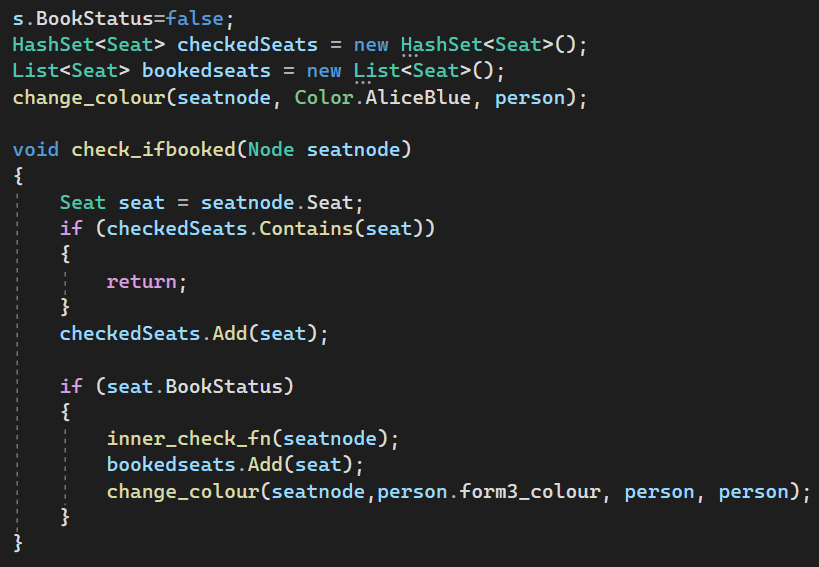 s.BookStatus=false;
HashSet<Seat> checkedSeats = new HashSet<Seat>();
List<Seat> bookedseats = new List<Seat>();
change_colour(seatnode, Color.AliceBlue, person);

void check_ifbooked(Node seatnode)
{
    Seat seat = seatnode.Seat;
    if (checkedSeats.Contains(seat))
    {
        return;
    }
    checkedSeats.Add(seat);

    if (seat.BookStatus)
    {
        inner_check_fn(seatnode);
        bookedseats.Add(seat);
        change_colour(seatnode,person.form3_colour, person, person);
    }
}